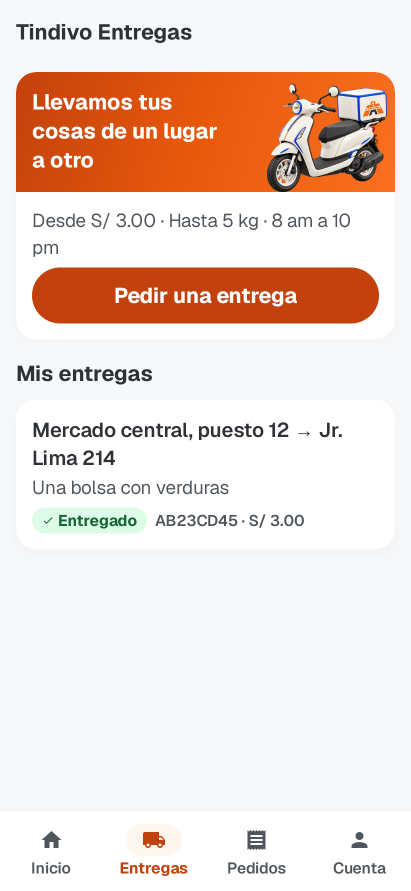 Tindivo Entregas
Llevamos tus
cosas de un lugar
a otro
Desde S/ 3.00 · Hasta 5 kg · 8 am a 10
pm
Pedir una entrega
Mis entregas
Mercado central, puesto 12 → Jr.
Lima 214
Una bolsa con verduras
✓ Entregado AB23CD45 · S/ 3.00
Inicio Entregas Pedidos Cuenta